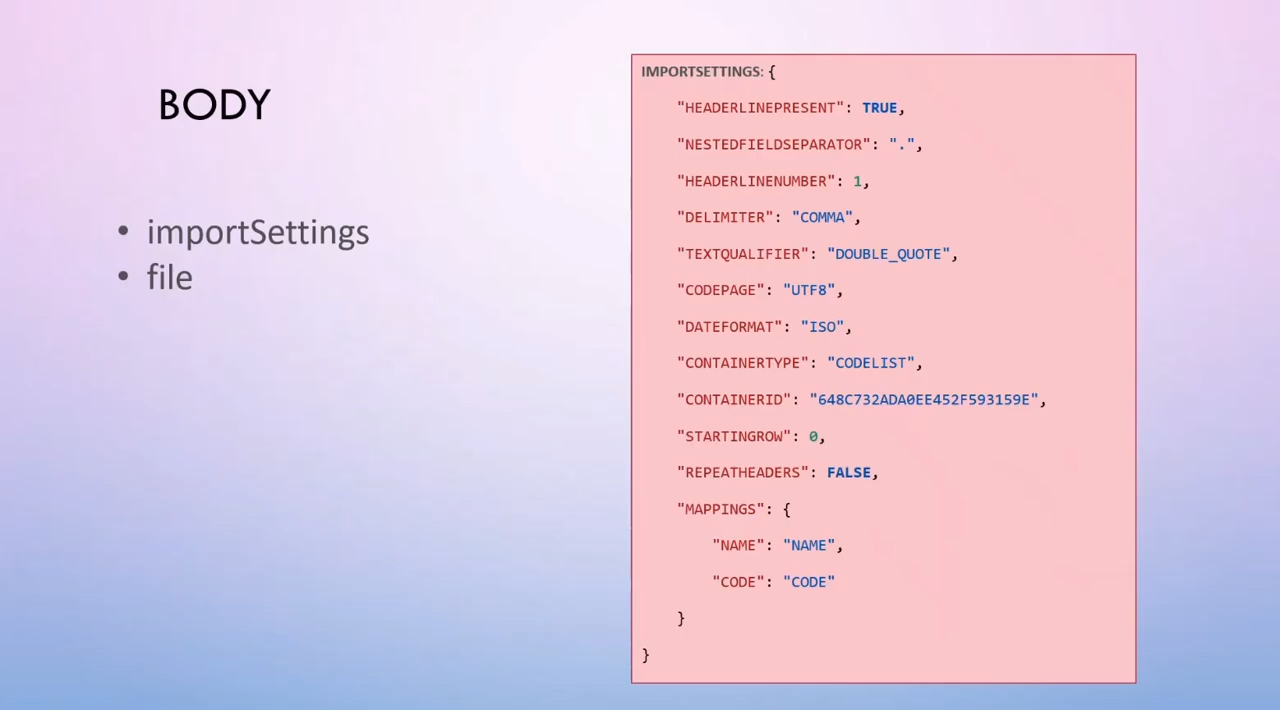 BODY
• importSettings
• file
IMPORTSETTINGS: {
"HEADERLINEPRESENT": TRUE,
"NESTEDFIELDSEPARATOR": ".",
"HEADERLINENUMBER": 1,
"DELIMITER": "COMMA",
"TEXTQUALIFIER": "DOUBLE_QUOTE",
"CODEPAGE": "UTF8",
"DATEFORMAT": "ISO",
"CONTAINERTYPE": "CODELIST",
"CONTAINERID": "648C732ADA0EE452F593159E",
"STARTINGROW": 0,
"REPEATHEADERS": FALSE,
"MAPPINGS": {
"NAME": "NAME",
"CODE": "CODE"
}
}